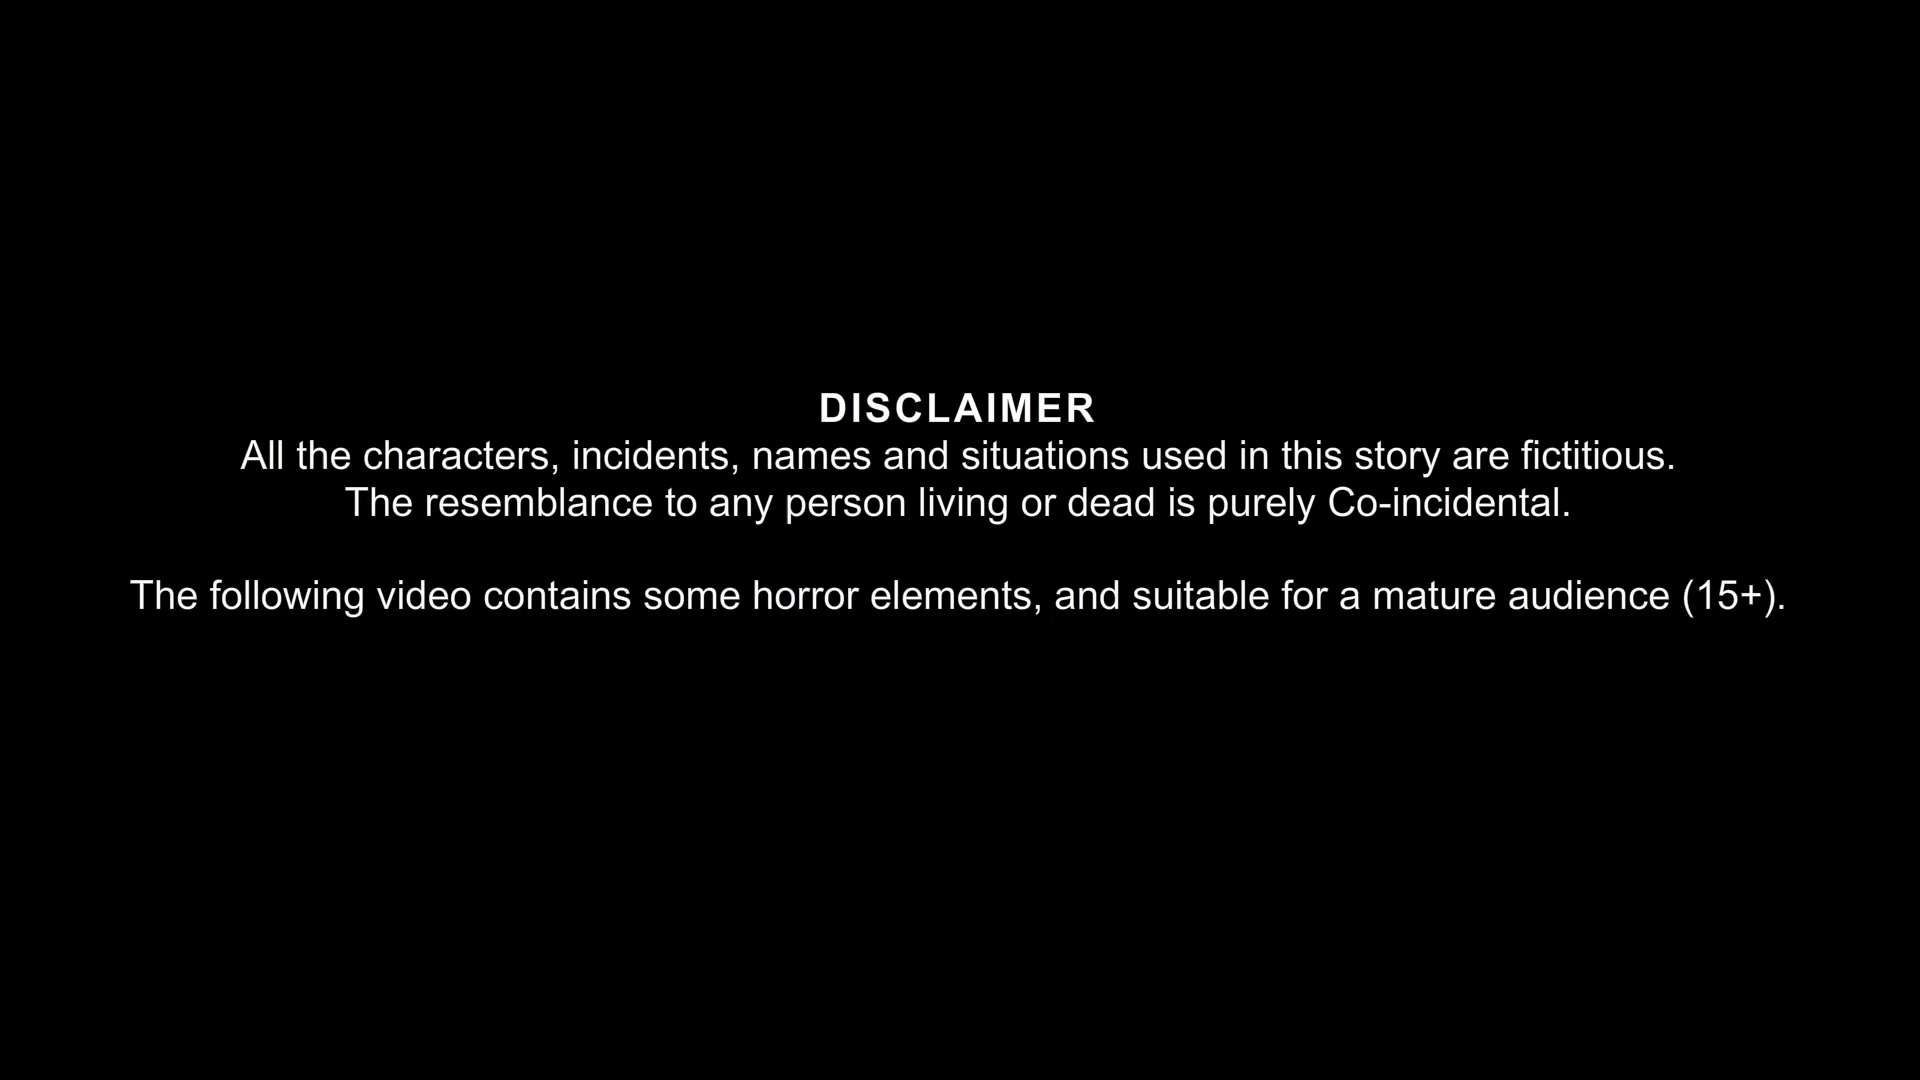 DISCLAIMER
All the characters, incidents, names and situations used in this story are fictitious.
The resemblance to any person living or dead is purely Co-incidental.
The following video contains some horror elements, and suitable for a mature audience (15+).